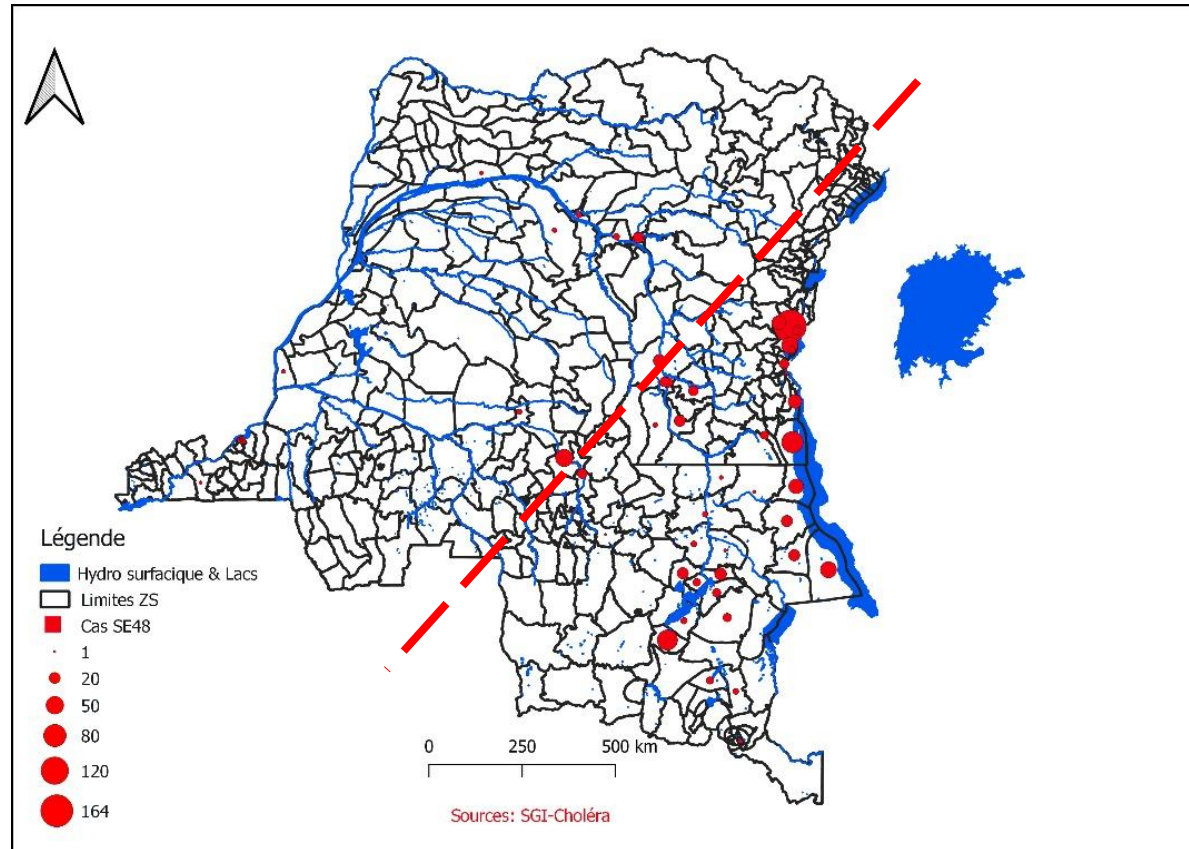 Légende
Hydro surfacique & Lacs
Limites ZS
Cas SE48
1
20
50
80
120
164
0 250 500 km
Sources: SGI-Choléra